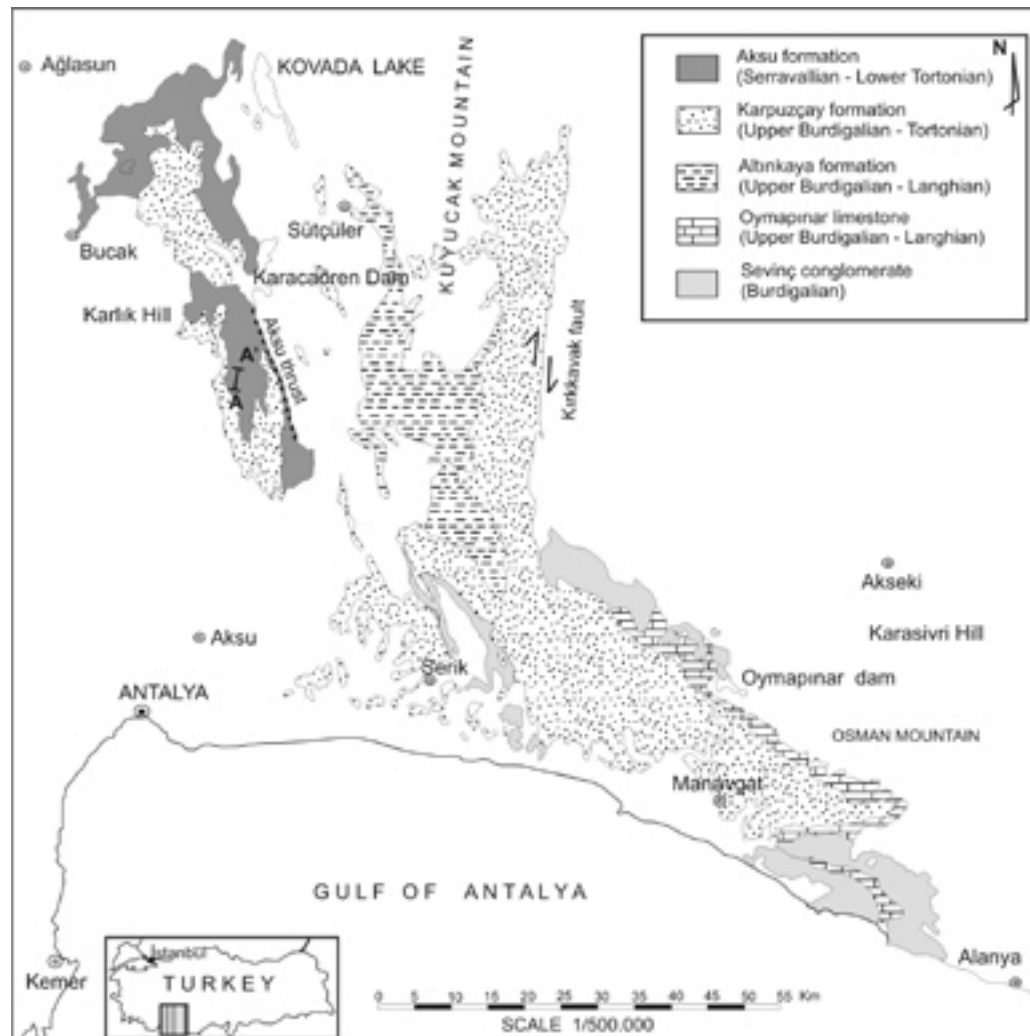 Ağlasun
KOVADA LAKE
KUYUCAK MOUNTAIN
N
Aksu formation
(Serravallian - Lower Tortonian)
Karpuzçay formation
(Upper Burdigalian - Tortonian)
Altınkaya formation
(Upper Burdigalian - Langhian)
Oymapınar limestone
(Upper Burdigalian - Langhian)
Sevinç conglomerate
(Burdigalian)
Bucak
Sütçüler
Karacaören Dam
Karlık Hill
Aksu thrust
A'
A
Kırkkavak fault
Akseki
Aksu
Karasivri Hill
Serik
Oymapınar dam
ANTALYA
OSMAN MOUNTAIN
Manavgat
GULF OF ANTALYA
Alanya
Kemer
İstanbul
TURKEY
0 5 10 15 20 25 30 35 40 45 50 55 Km
SCALE 1/500.000